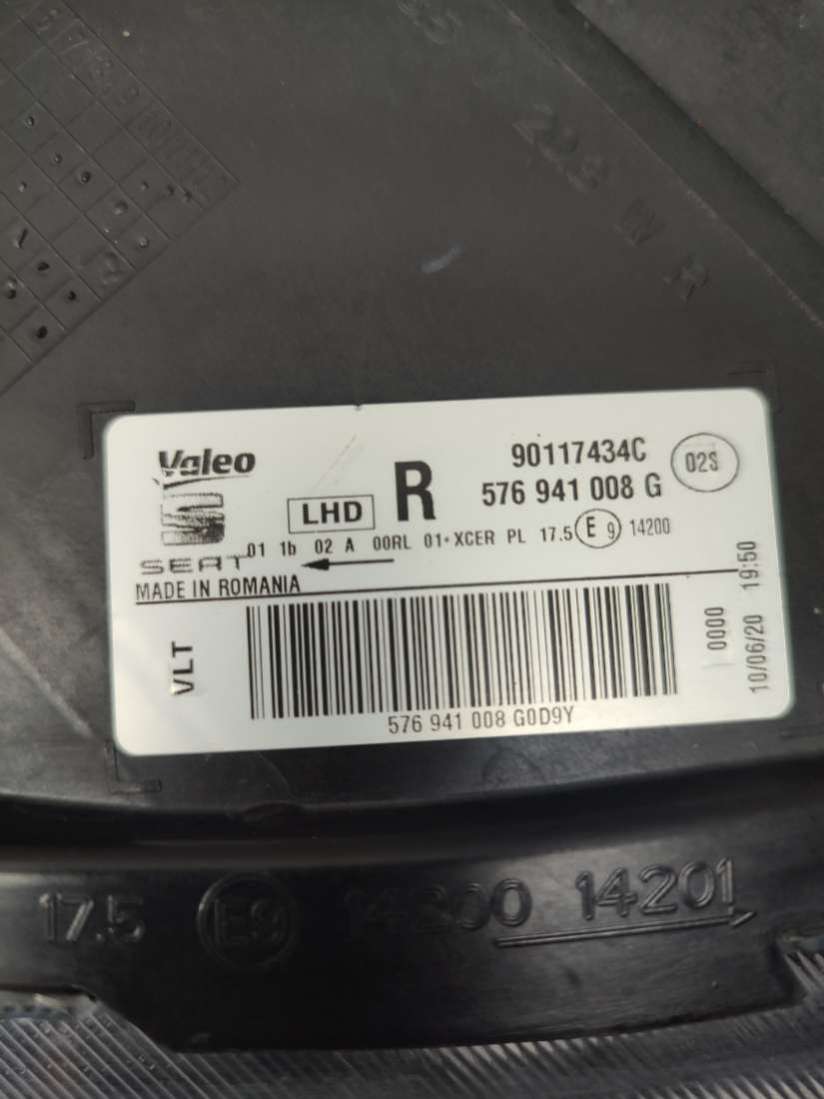 Valeo
SEAT
LHD
R
90117434C
576 941 008 G
02S
01 1b 02 A 00RL 01+XCER PL 17.5 E 9 14200
MADE IN ROMANIA
VLT
0000
10/06/20 19:50
576 941 008 G0D9Y
17.5 E9 14200 14201